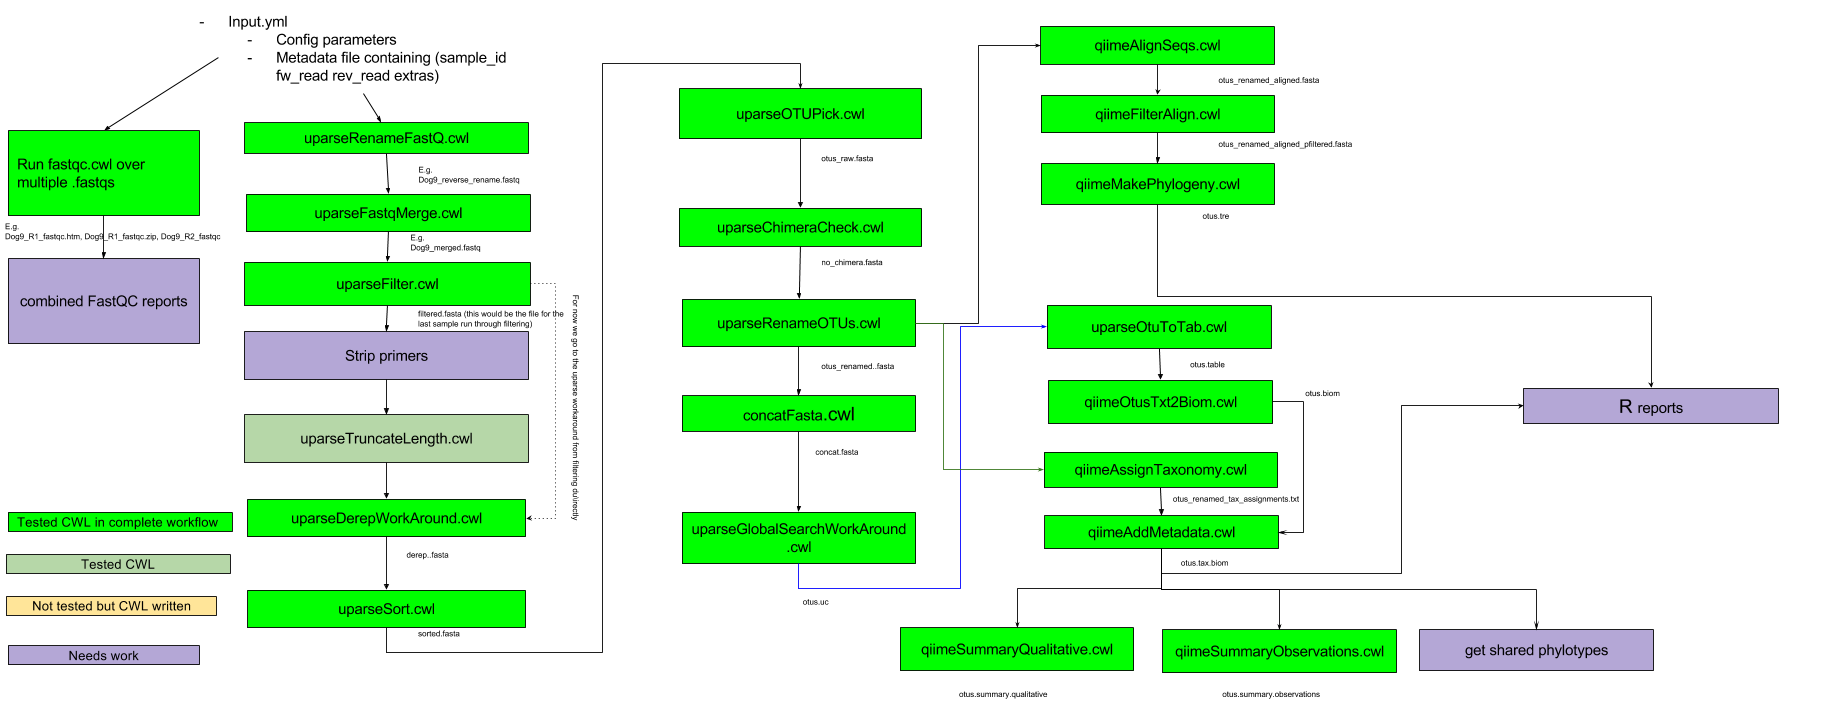 - Input.yml
- Config parameters
- Metadata file containing (sample_id
fw_read rev_read extras)
Run fastqc.cwl over
multiple .fastqs
E.g.
Dog9_R1_fastqc.htm, Dog9_R1_fastqc.zip, Dog9_R2_fastqc
combined FastQC reports
Tested CWL in complete workflow
Tested CWL
Not tested but CWL written
Needs work
uparseRenameFastQ.cwl
E.g.
Dog9_reverse_rename.fastq
uparseFastqMerge.cwl
E.g.
Dog9_merged.fastq
uparseFilter.cwl
filtered.fasta (this would be the file for the
last sample run through filtering)
Strip primers
uparseTruncateLength.cwl
uparseDerepWorkAround.cwl
derep..fasta
uparseSort.cwl
sorted.fasta
For now we go to the uparse workaround from filtering du\irectly
uparseOTUPick.cwl
otus_raw.fasta
uparseChimeraCheck.cwl
no_chimera.fasta
uparseRenameOTUs.cwl
otus_renamed..fasta
concatFasta.cwl
concat.fasta
uparseGlobalSearchWorkAround
.cwl
otus.uc
qiimeAlignSeqs.cwl
otus_renamed_aligned.fasta
qiimeFilterAlign.cwl
otus_renamed_aligned_pfiltered.fasta
qiimeMakePhylogeny.cwl
otus.tre
uparseOtuToTab.cwl
otus.table
qiimeOtusTxt2Biom.cwl
otus.biom
qiimeAssignTaxonomy.cwl
otus_renamed_tax_assignments.txt
qiimeAddMetadata.cwl
otus.tax.biom
R reports
qiimeSummaryQualitative.cwl
otus.summary.qualitative
qiimeSummaryObservations.cwl
otus.summary.observations
get shared phylotypes